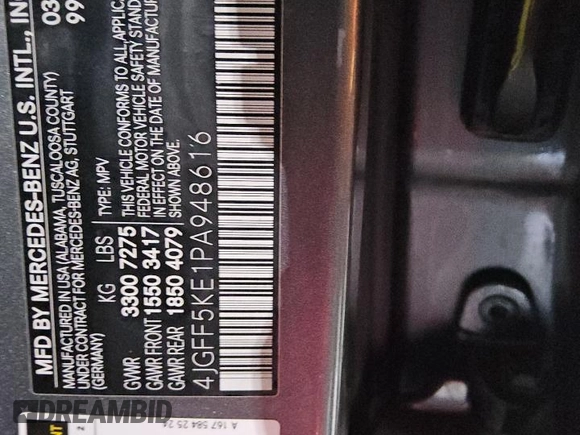 MFD BY MERCEDES-BENZ U.S. INTL., IN
03
MANUFACTURED IN USA (ALABAMA, TUSCALOOSA COUNTY)
99
UNDER CONTRACT FOR MERCEDES-BENZ AG, STUTTGART
(GERMANY)
KG LBS TYPE: MPV
GVWR 3300 7275
GAWR FRONT 1550 3417
GAWR REAR 1850 4079
THIS VEHICLE CONFORMS TO ALL APPLIC
FEDERAL MOTOR VEHICLE SAFETY STAND
IN EFFECT ON THE DATE OF MANUFACTUR
SHOWN ABOVE.
4JGFF5KE1PA948616
A 167 584 25 24
DREAMBID